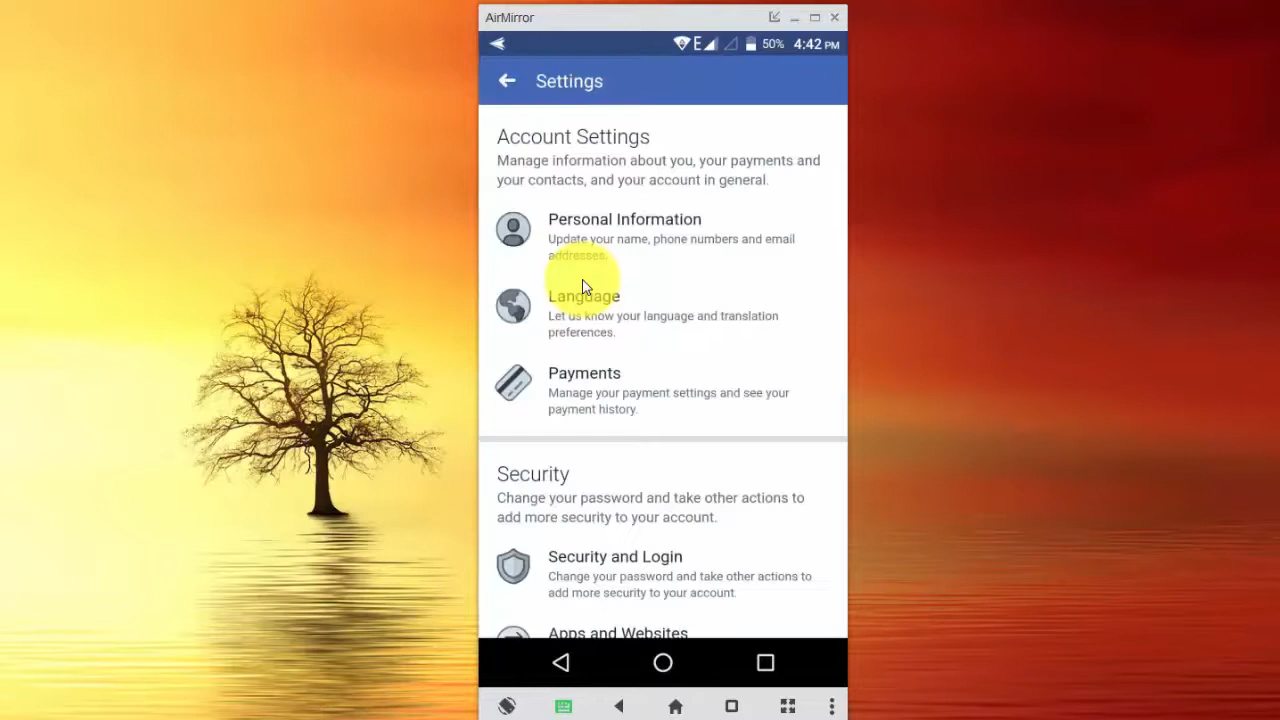 AirMirror
E 50% 4:42 PM
Settings
Account Settings
Manage information about you, your payments and
your contacts, and your account in general.
Personal Information
Update your name, phone numbers and email
addresses.
Language
Let us know your language and translation
preferences.
Payments
Manage your payment settings and see your
payment history.
Security
Change your password and take other actions to
add more security to your account.
Security and Login
Change your password and take other actions to
add more security to your account.
Apps and Websites